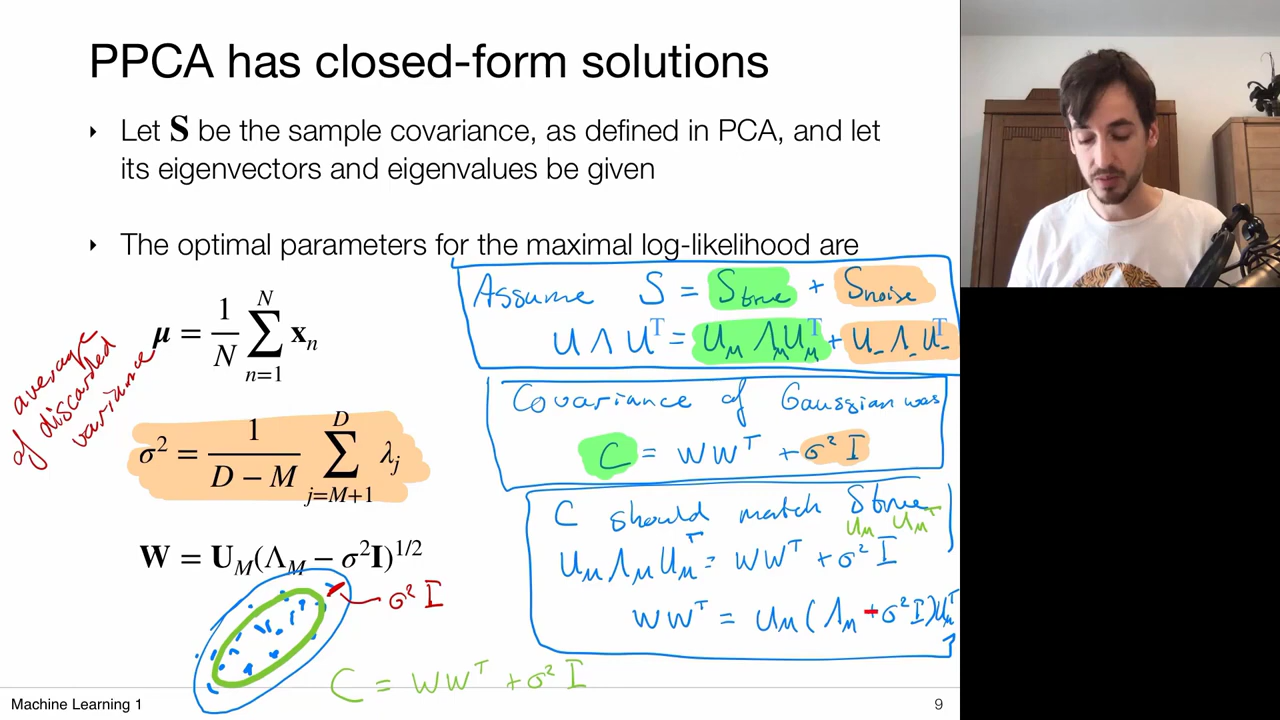 PPCA has closed-form solutions
‣ Let S be the sample covariance, as defined in PCA, and let
its eigenvectors and eigenvalues be given
‣ The optimal parameters for the maximal log-likelihood are
μ = 1/N ∑_{n=1}^{N} x_n
average
of discarded
variance
σ² = 1/(D − M) ∑_{j=M+1}^{D} λ_j
W = U_M(Λ_M − σ²I)^{1/2}
σ² I
C = WW^T + σ² I
Assume S = S_true + S_noise
U Λ U^T = U_M Λ_M U_M^T + U_- Λ_- U_-^T
Covariance of Gaussian was
C = WW^T + σ² I
C should match S_true
U_M U_M^T
U_M Λ_M U_M^T = WW^T + σ² I
WW^T = U_M (Λ_M + σ² I) U_M^T
Machine Learning 1
9